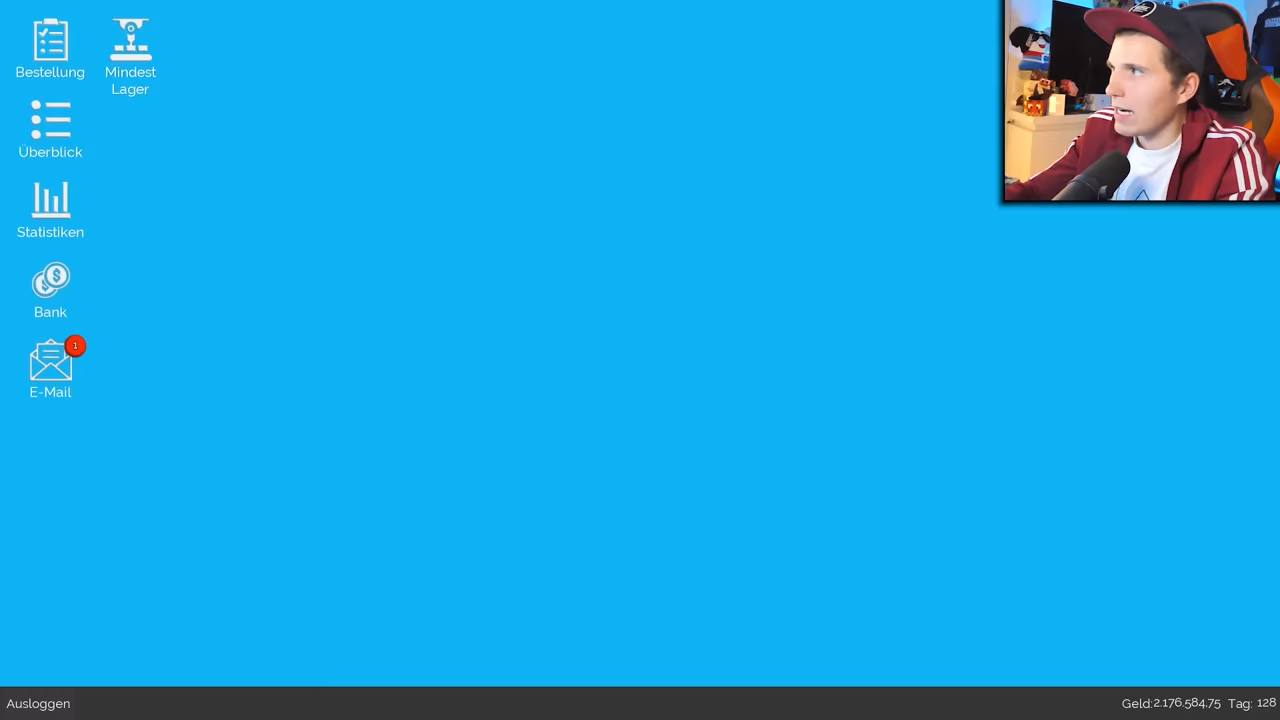 Bestellung
Mindest
Lager
Überblick
Statistiken
Bank
1
E-Mail
Ausloggen
Geld:2.176.584,75 Tag: 128